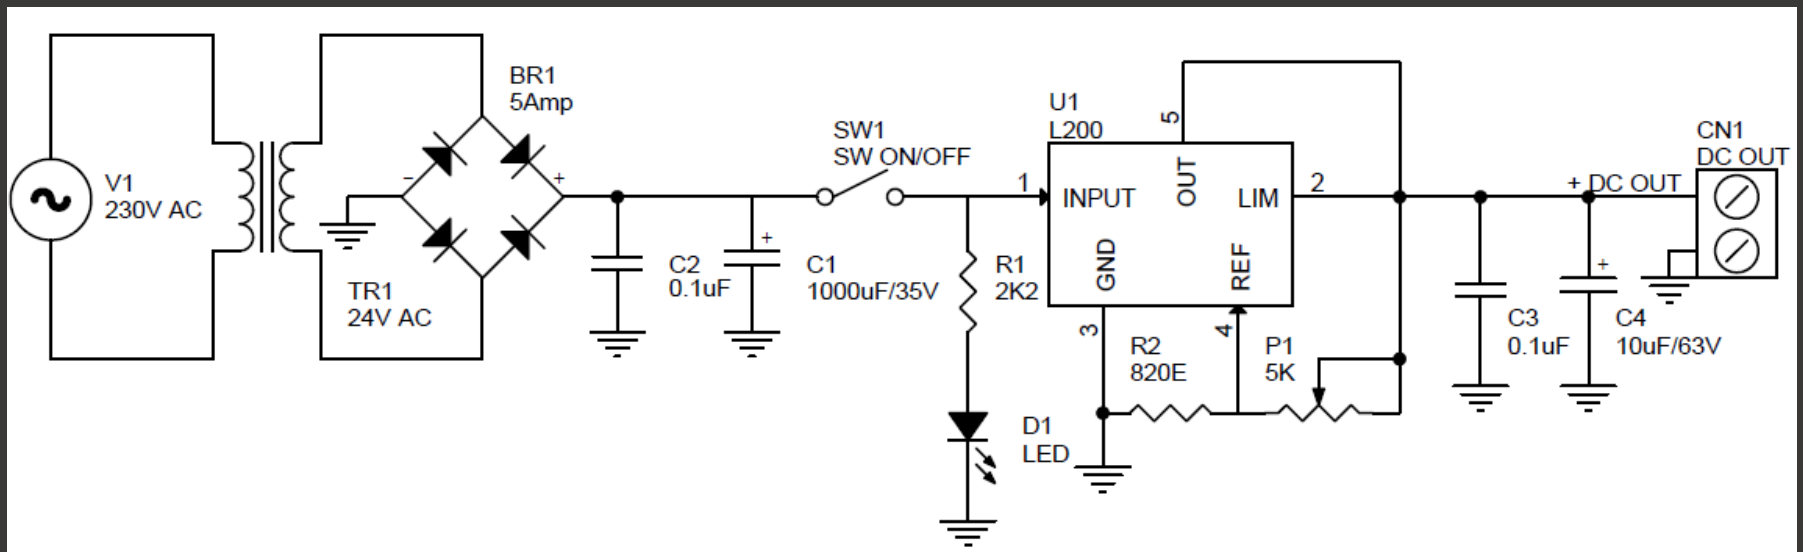 V1
230V AC
TR1
24V AC
BR1
5Amp
−
+
C2
0.1uF
+
C1
1000uF/35V
SW1
SW ON/OFF
R1
2K2
D1
LED
U1
L200
1
INPUT
5
OUT
LIM
2
GND
3
REF
4
R2
820E
P1
5K
C3
0.1uF
+
C4
10uF/63V
+ DC OUT
CN1
DC OUT